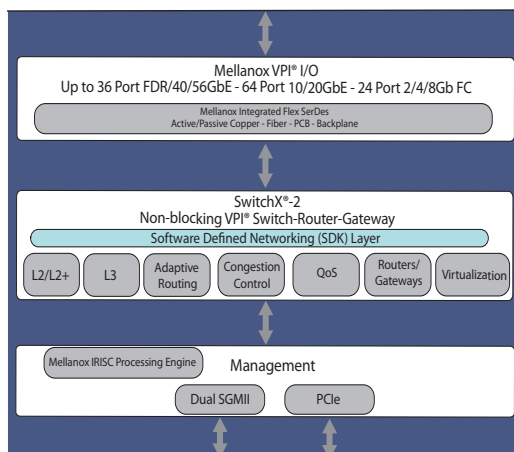 Mellanox VPI® I/O
Up to 36 Port FDR/40/56GbE - 64 Port 10/20GbE - 24 Port 2/4/8Gb FC
Mellanox Integrated Flex SerDes
Active/Passive Copper - Fiber - PCB - Backplane
SwitchX®-2
Non-blocking VPI® Switch-Router-Gateway
Software Defined Networking (SDK) Layer
L2/L2+
L3
Adaptive
Routing
Congestion
Control
QoS
Routers/
Gateways
Virtualization
Mellanox IRISC Processing Engine
Management
Dual SGMII
PCIe